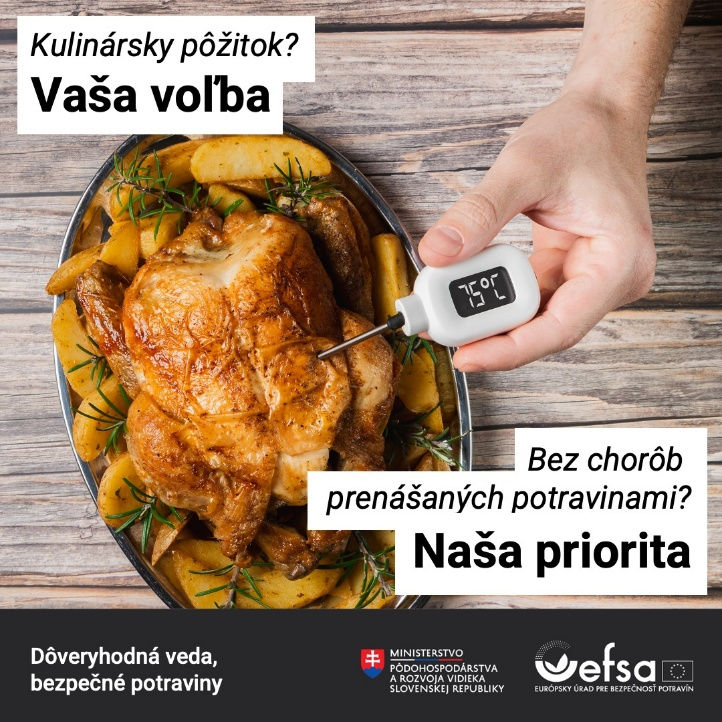 Kulinársky pôžitok?
Vaša voľba
75°C
Bez chorôb
prenášaných potravinami?
Naša priorita
Dôveryhodná veda,
bezpečné potraviny
MINISTERSTVO
PÔDOHOSPODÁRSTVA
A ROZVOJA VIDIEKA
SLOVENSKEJ REPUBLIKY
efsa
EURÓPSKY ÚRAD PRE BEZPEČNOSŤ POTRAVÍN